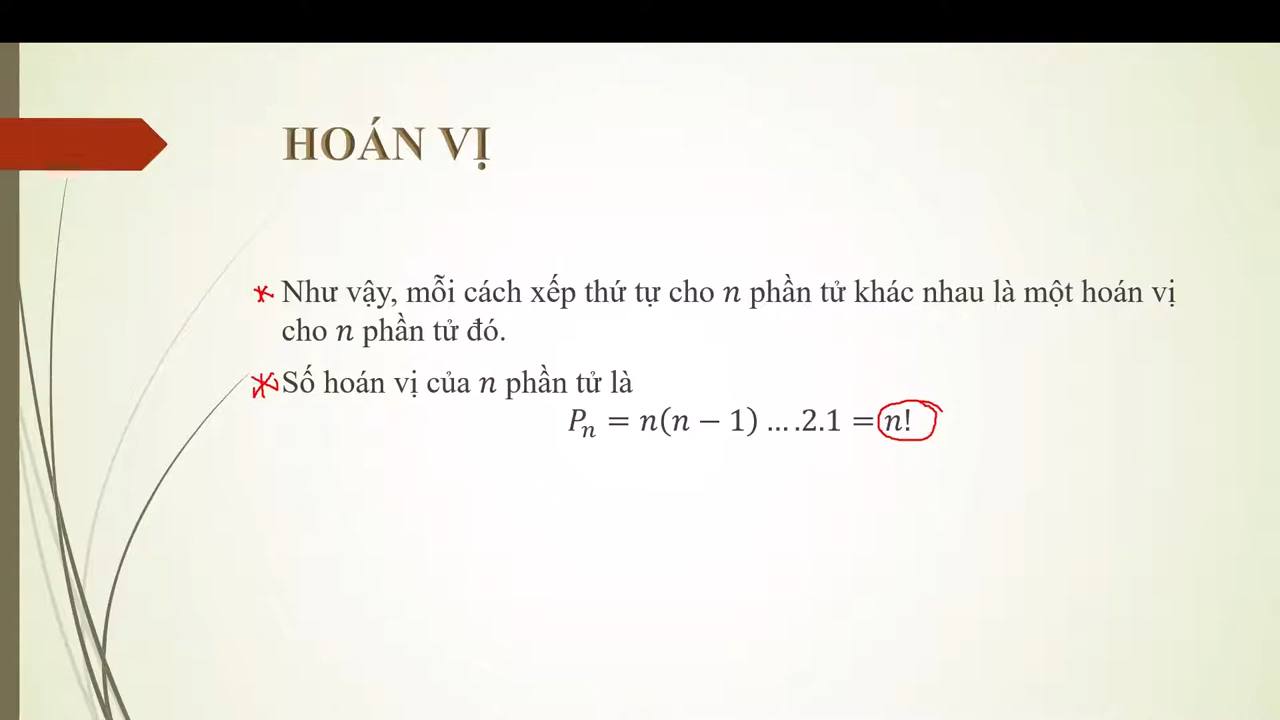 HOÁN VỊ
Như vậy, mỗi cách xếp thứ tự cho n phần tử khác nhau là một hoán vị
cho n phần tử đó.
Số hoán vị của n phần tử là
Pₙ = n(n − 1) … .2.1 = n!